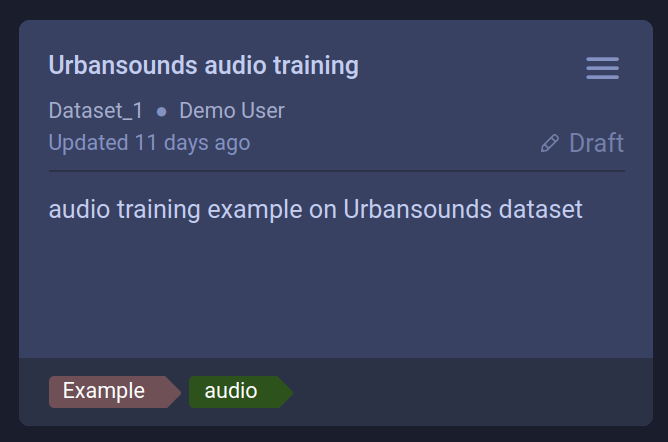 Urbansounds audio training
Dataset_1 ● Demo User
Updated 11 days ago
Draft
audio training example on Urbansounds dataset
Example
audio